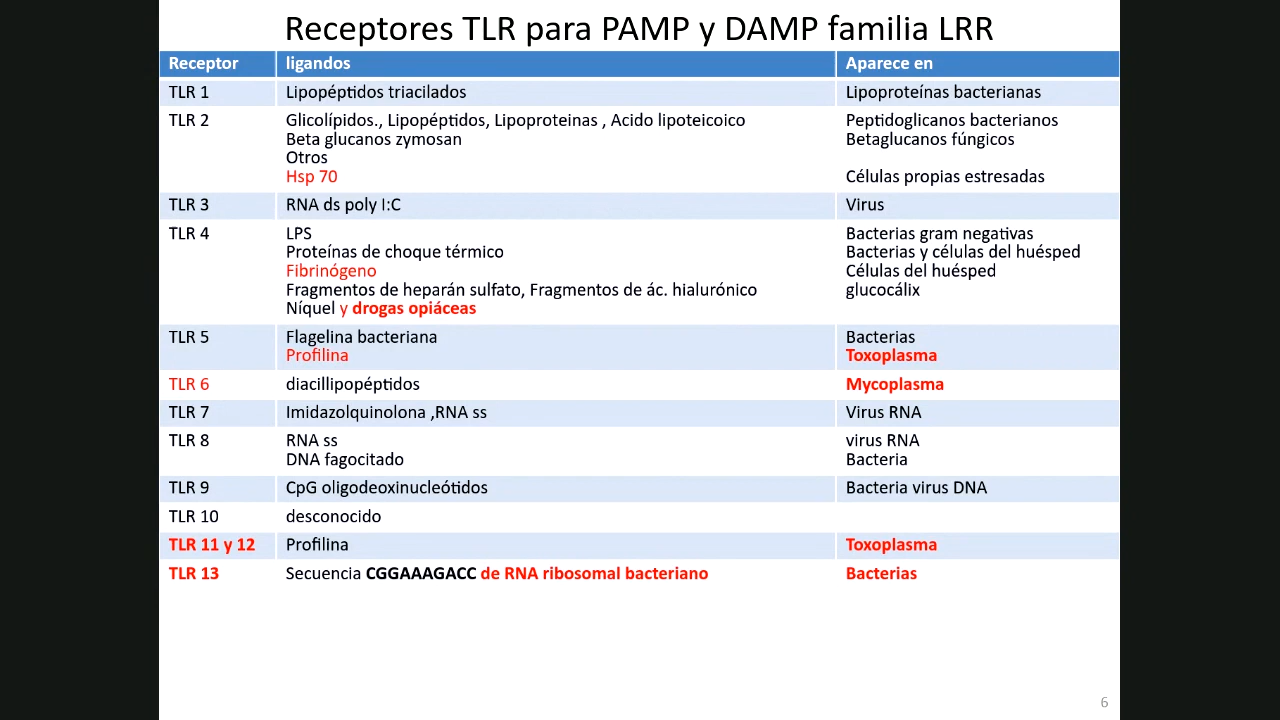 Receptores TLR para PAMP y DAMP familia LRR
Receptor ligandos Aparece en
TLR 1 Lipopéptidos triacilados Lipoproteínas bacterianas
TLR 2 Glicolípidos., Lipopéptidos, Lipoproteinas , Acido lipoteicoico Peptidoglicanos bacterianos
Beta glucanos zymosan Betaglucanos fúngicos
Otros
Hsp 70 Células propias estresadas
TLR 3 RNA ds poly I:C Virus
TLR 4 LPS Bacterias gram negativas
Proteínas de choque térmico Bacterias y células del huésped
Fibrinógeno Células del huésped
Fragmentos de heparán sulfato, Fragmentos de ác. hialurónico glucocálix
Níquel y drogas opiáceas
TLR 5 Flagelina bacteriana Bacterias
Profilina Toxoplasma
TLR 6 diacillipopéptidos Mycoplasma
TLR 7 Imidazolquinolona ,RNA ss Virus RNA
TLR 8 RNA ss virus RNA
DNA fagocitado Bacteria
TLR 9 CpG oligodeoxinucleótidos Bacteria virus DNA
TLR 10 desconocido
TLR 11 y 12 Profilina Toxoplasma
TLR 13 Secuencia CGGAAAGACC de RNA ribosomal bacteriano Bacterias
6